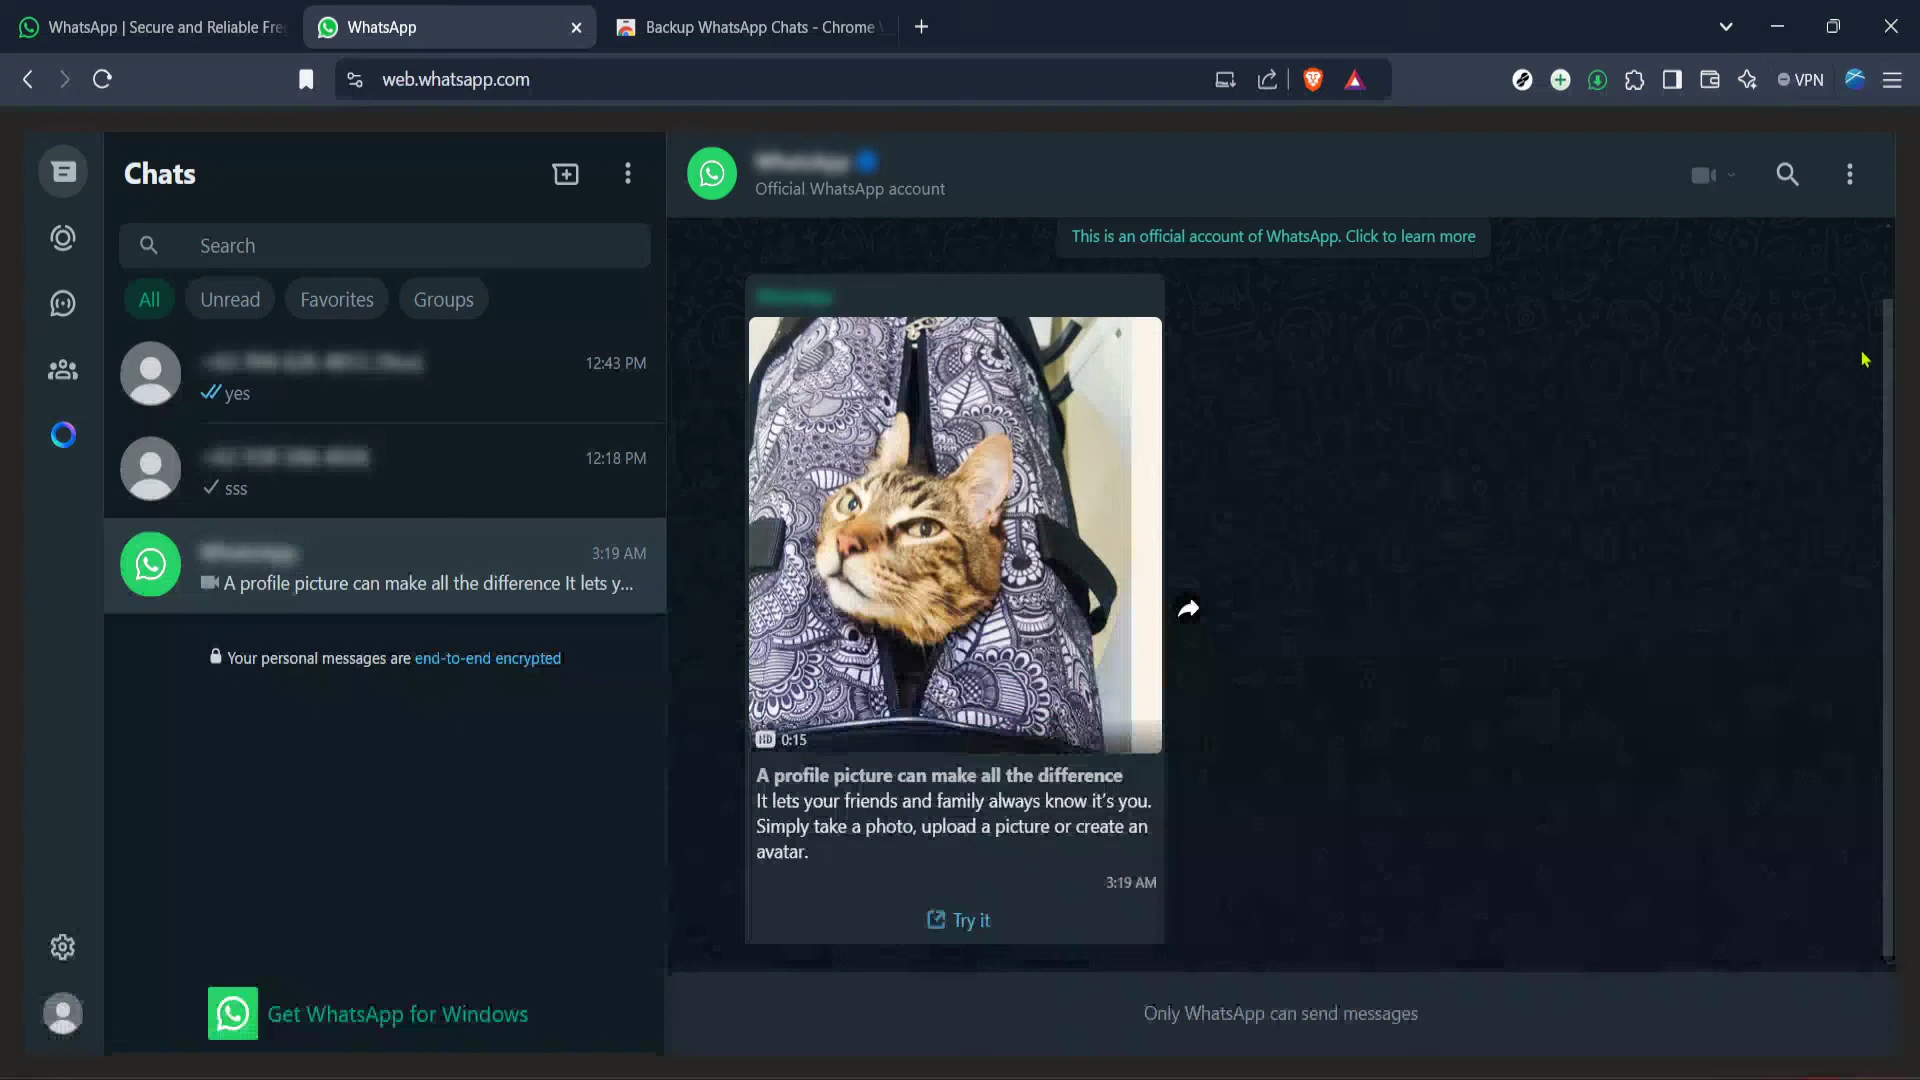 WhatsApp | Secure and Reliable Fre
WhatsApp
Backup WhatsApp Chats - Chrome
web.whatsapp.com
VPN
Chats
Official WhatsApp account
Search
This is an official account of WhatsApp. Click to learn more
All
Unread
Favorites
Groups
12:43 PM
yes
12:18 PM
sss
3:19 AM
A profile picture can make all the difference It lets y...
Your personal messages are end-to-end encrypted
HD 0:15
A profile picture can make all the difference
It lets your friends and family always know it's you.
Simply take a photo, upload a picture or create an
avatar.
3:19 AM
Try it
Get WhatsApp for Windows
Only WhatsApp can send messages